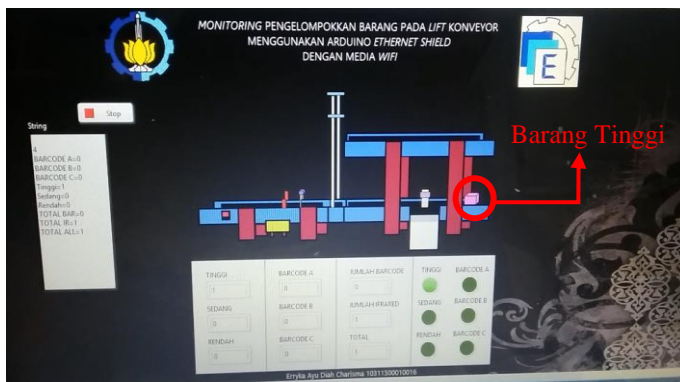 MONITORING PENGELOMPOKKAN BARANG PADA LIFT KONVEYOR
MENGGUNAKAN ARDUINO ETHERNET SHIELD
DENGAN MEDIA WIFI
E
Stop
String
4
BARCODE A=0
BARCODE B=0
BARCODE C=0
Tinggi=1
Sedang=0
Rendah=0
TOTAL BAR=0
TOTAL IR=1
TOTAL ALL=1
Barang Tinggi
TINGGI BARCODE A JUMLAH BARCODE TINGGI BARCODE A
1 0 0
SEDANG BARCODE B JUMLAH IFRARED SEDANG BARCODE B
0 0 1
RENDAH BARCODE C TOTAL RENDAH BARCODE C
0 0 1
Erryka Ayu Diah Charisma 10311500010016